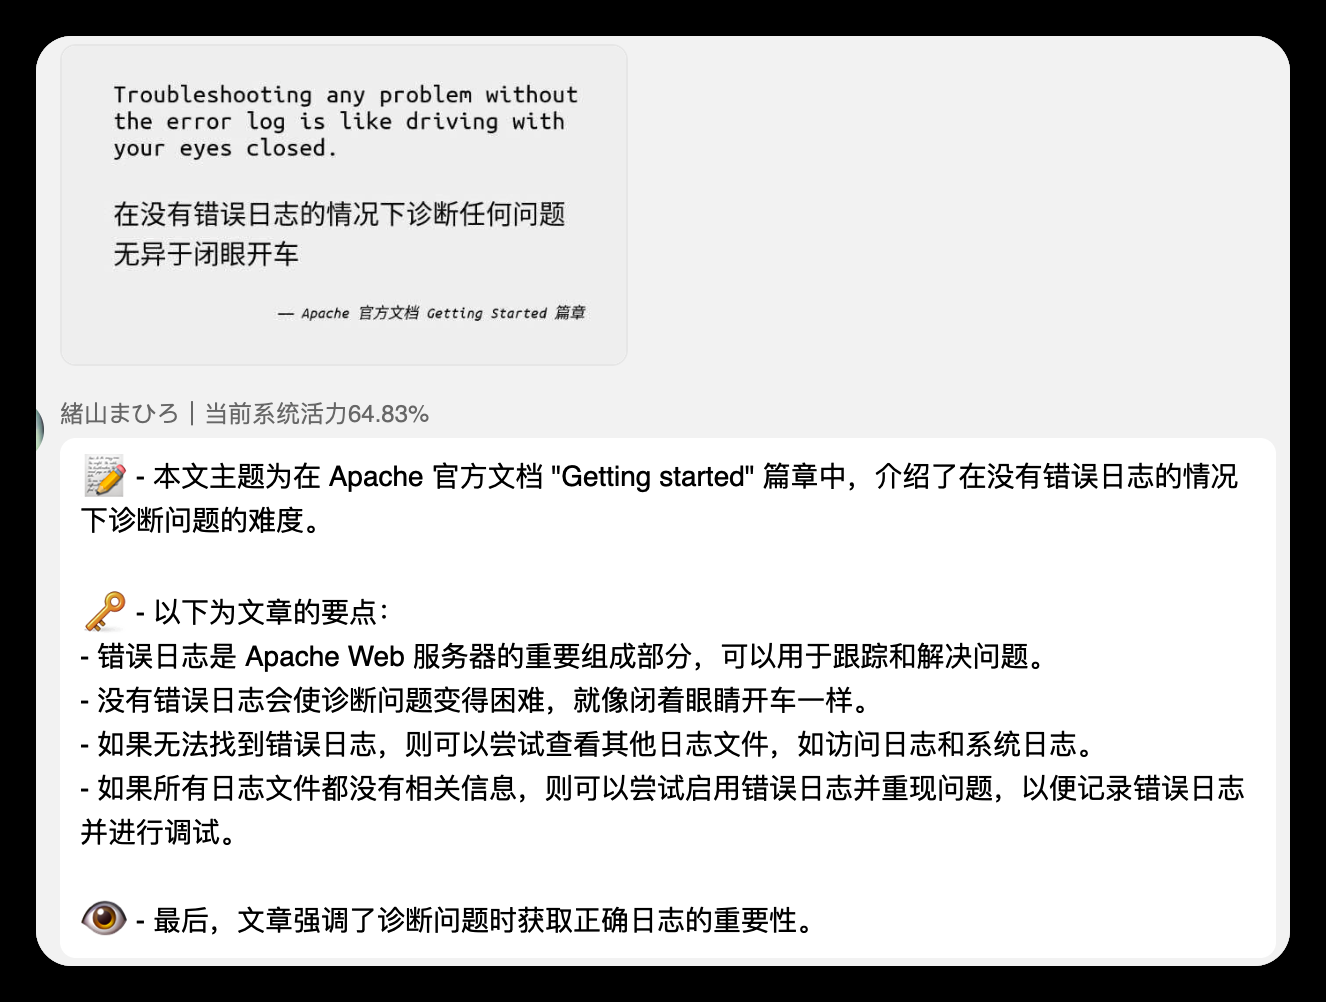 Troubleshooting any problem without
the error log is like driving with
your eyes closed.
在没有错误日志的情况下诊断任何问题
无异于闭眼开车
—— Apache 官方文档 Getting Started 篇章
緒山まひろ｜当前系统活力64.83%
📝 - 本文主题为在 Apache 官方文档 "Getting started" 篇章中，介绍了在没有错误日志的情况
下诊断问题的难度。
🔑 - 以下为文章的要点：
- 错误日志是 Apache Web 服务器的重要组成部分，可以用于跟踪和解决问题。
- 没有错误日志会使诊断问题变得困难，就像闭着眼睛开车一样。
- 如果无法找到错误日志，则可以尝试查看其他日志文件，如访问日志和系统日志。
- 如果所有日志文件都没有相关信息，则可以尝试启用错误日志并重现问题，以便记录错误日志
并进行调试。
👁 - 最后，文章强调了诊断问题时获取正确日志的重要性。